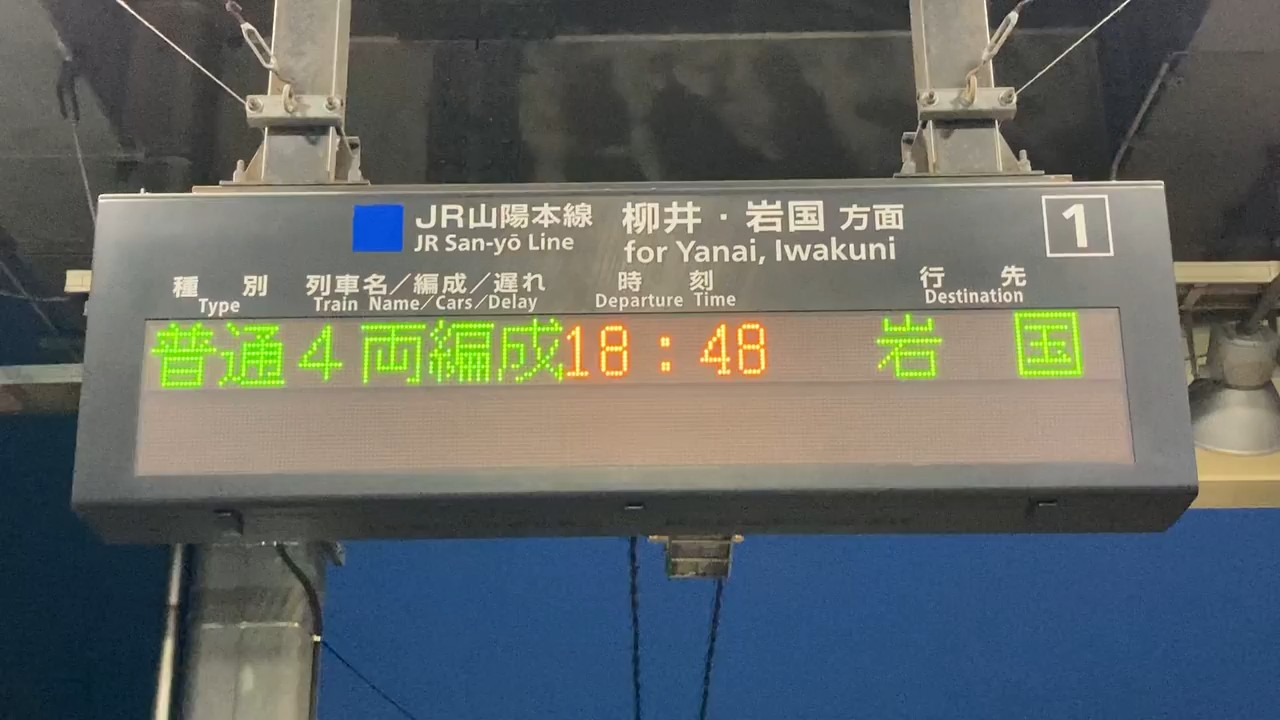 JR山陽本線 柳井・岩国 方面 1
JR San-yō Line for Yanai, Iwakuni
種別 列車名／編成／遅れ 時刻 行先
Type Train Name／Cars／Delay Departure Time Destination
普通4両編成18:48 岩国